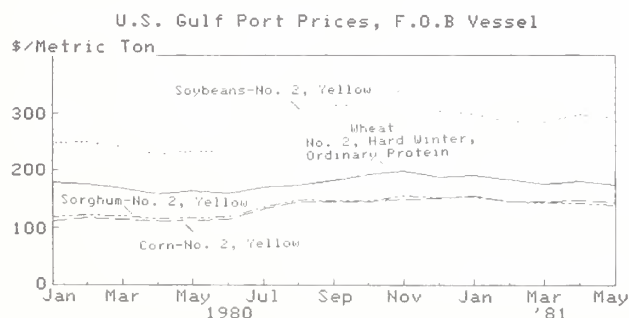 U.S. Gulf Port Prices, F.O.B Vessel
$/Metric Ton
Soybeans-No. 2, Yellow
300
Wheat
No. 2, Hard Winter,
Ordinary Protein
200
Sorghum-No. 2, Yellow
100
Corn-No. 2, Yellow
0
Jan Mar May Jul Sep Nov Jan Mar May
1980 '81